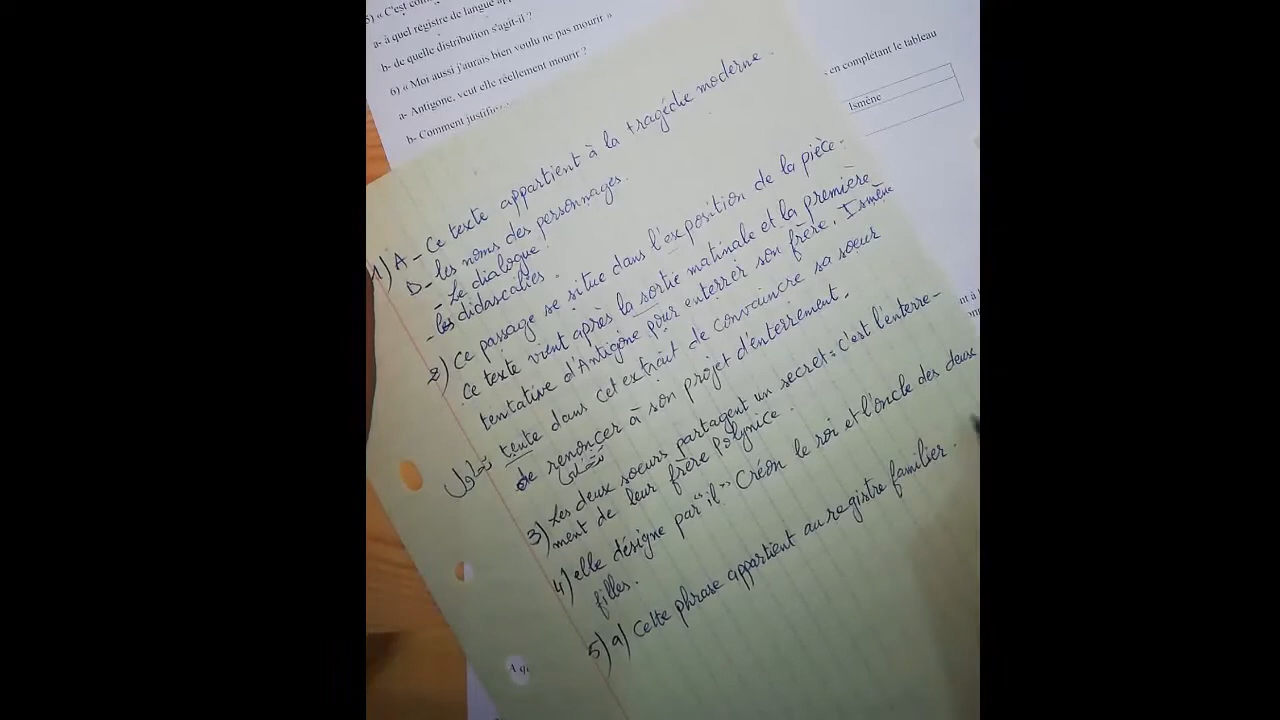 5) « C'est
a- à quel registre de langue
b- de quelle distribution s'agit-il ?
6) « Moi aussi j'aurais bien voulu ne pas mourir »
a- Antigone, veut elle réellement mourir ?
b- Comment
en complétant le tableau
Ismène
1) A - Ce texte appartient à la tragédie moderne.
D - les noms des personnages.
- Le dialogue.
- les didascalies.
2) Ce passage se situe dans l'exposition de la pièce :
Ce texte vient après la sortie matinale et la première
tentative d'Antigone pour enterrer son frère. Ismène
تحاول tente dans cet extrait de convaincre sa soeur
de renoncer à son projet d'enterrement.
تتخلى
3) Les deux soeurs partagent un secret : c'est l'enterre-
ment de leur frère Polynice.
4) elle désigne par "il" Créon le roi et l'oncle des deux
filles.
5) a) Cette phrase appartient au registre familier.